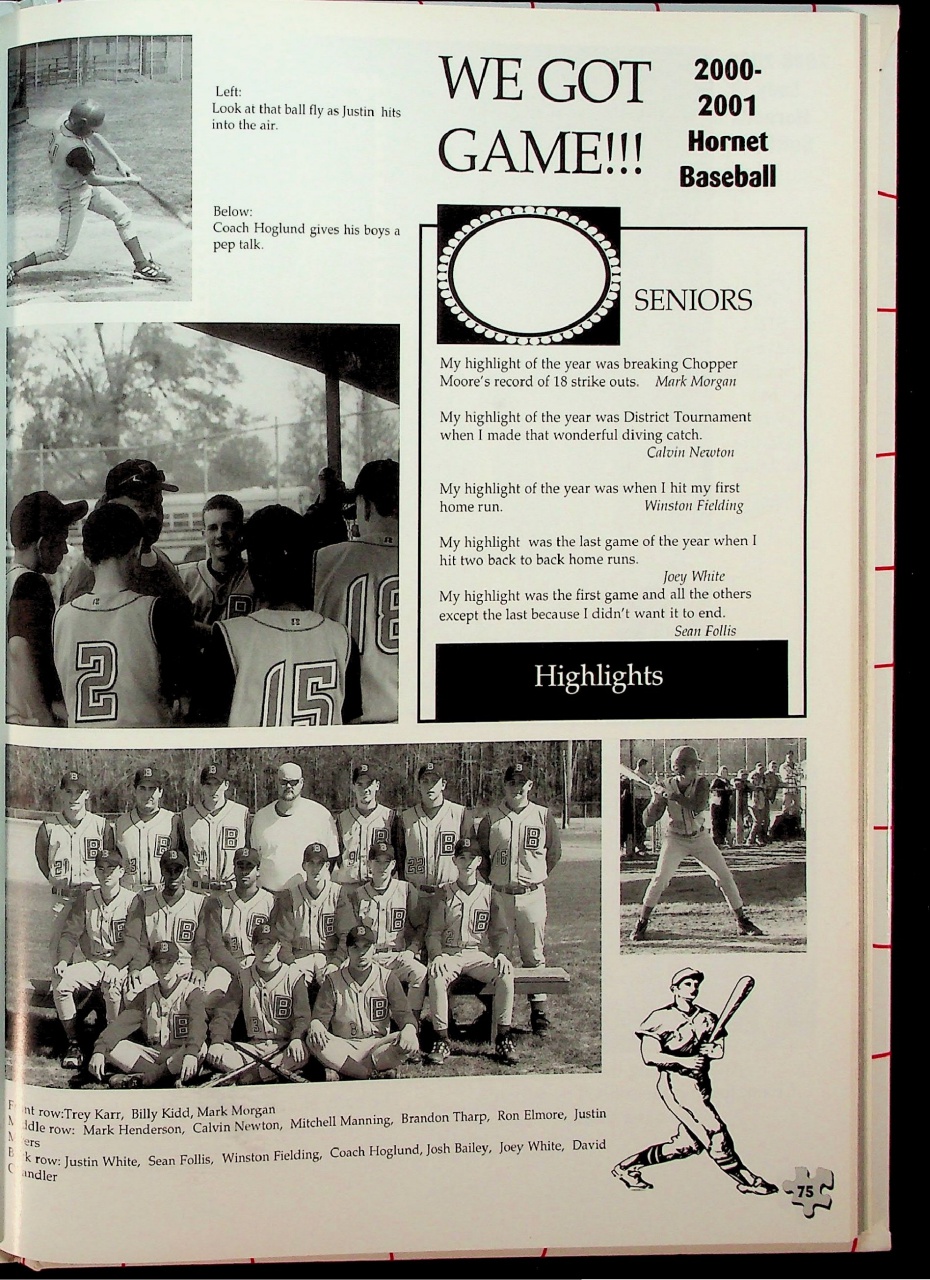 Left:
Look at that ball fly as Justin hits
into the air.
Below:
Coach Hoglund gives his boys a
pep talk.
WE GOT
GAME!!!
2000-
2001
Hornet
Baseball
SENIORS
My highlight of the year was breaking Chopper
Moore's record of 18 strike outs. Mark Morgan
My highlight of the year was District Tournament
when I made that wonderful diving catch.
Calvin Newton
My highlight of the year was when I hit my first
home run. Winston Fielding
My highlight was the last game of the year when I
hit two back to back home runs.
Joey White
My highlight was the first game and all the others
except the last because I didn't want it to end.
Sean Follis
Highlights
2
15
18
B
nt row:Trey Karr, Billy Kidd, Mark Morgan
ddle row: Mark Henderson, Calvin Newton, Mitchell Manning, Brandon Tharp, Ron Elmore, Justin
ers
k row: Justin White, Sean Follis, Winston Fielding, Coach Hoglund, Josh Bailey, Joey White, David
andler
75